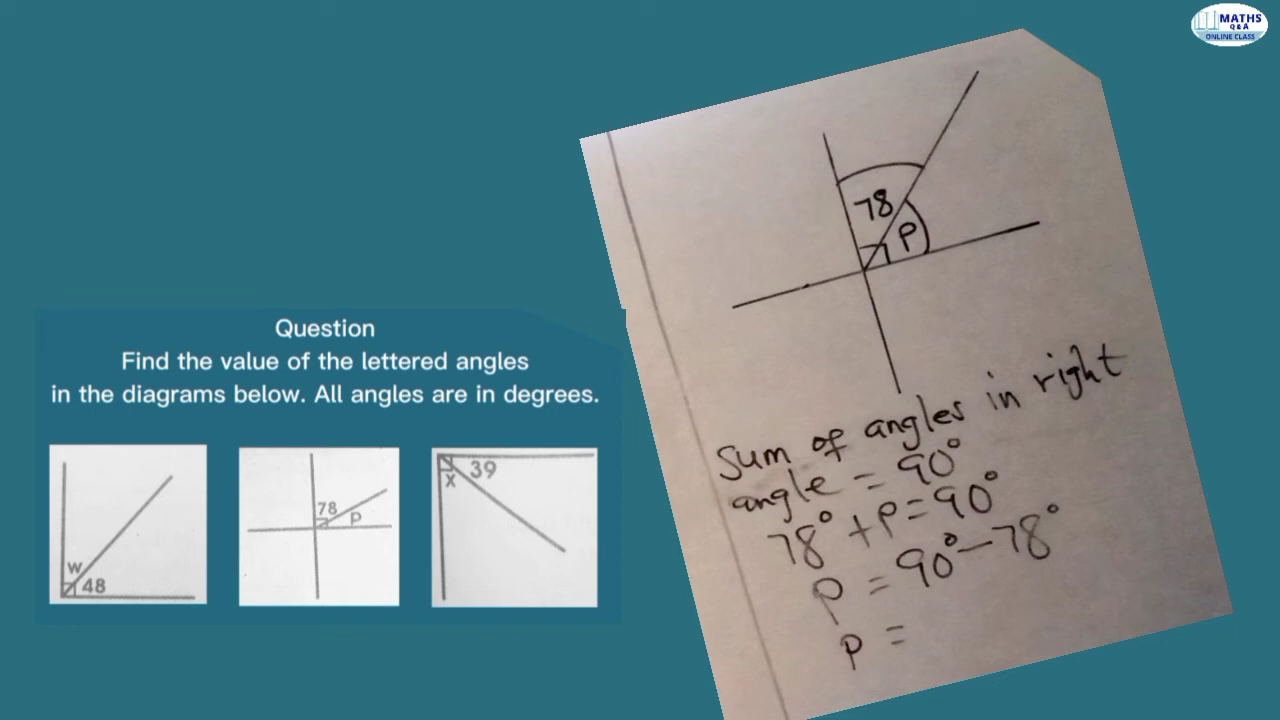 MATHS
Q & A
ONLINE CLASS
Question
Find the value of the lettered angles
in the diagrams below. All angles are in degrees.
w
48
78
p
39
x
78
P
Sum of angles in right
angle = 90°
78° + P = 90°
P = 90° – 78°
P =